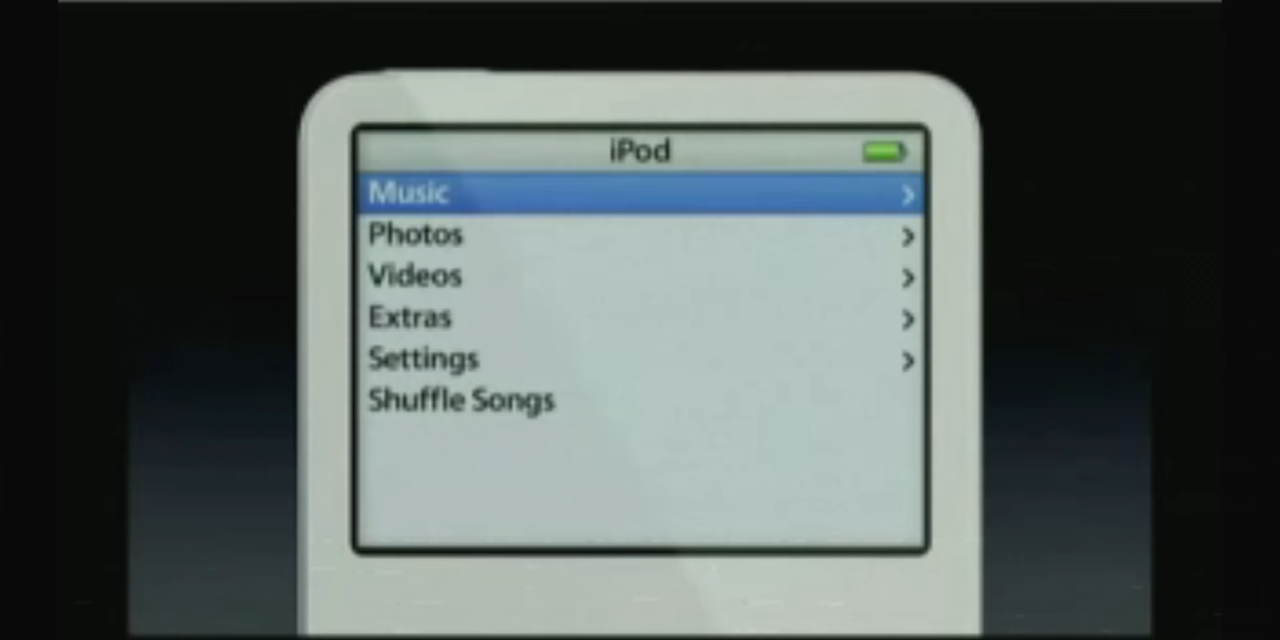 iPod
Music
Photos
Videos
Extras
Settings
Shuffle Songs